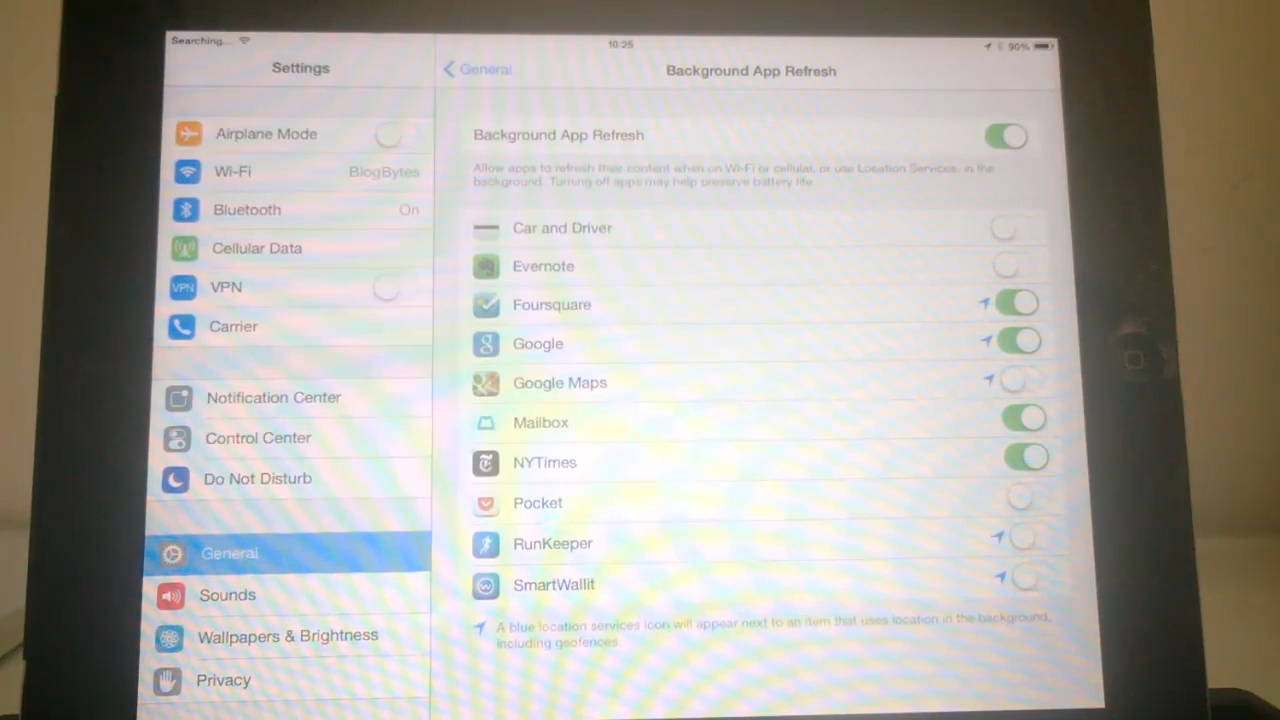 Searching...
10:25
90%
Settings
General
Background App Refresh
Airplane Mode
Wi-Fi
BlogBytes
Bluetooth
On
Cellular Data
VPN
VPN
Carrier
Notification Center
Control Center
Do Not Disturb
General
Sounds
Wallpapers & Brightness
Privacy
Background App Refresh
Allow apps to refresh their content when on Wi-Fi or cellular, or use Location Services, in the
background. Turning off apps may help preserve battery life.
Car and Driver
Evernote
Foursquare
Google
Google Maps
Mailbox
NYTimes
Pocket
RunKeeper
SmartWallit
A blue location services icon will appear next to an item that uses location in the background,
including geofences.